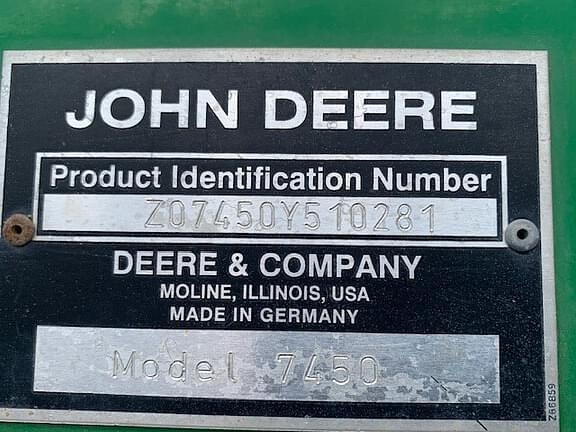 JOHN DEERE
Product Identification Number
Z07450Y510281
DEERE & COMPANY
MOLINE, ILLINOIS, USA
MADE IN GERMANY
Model 7450
Z66859